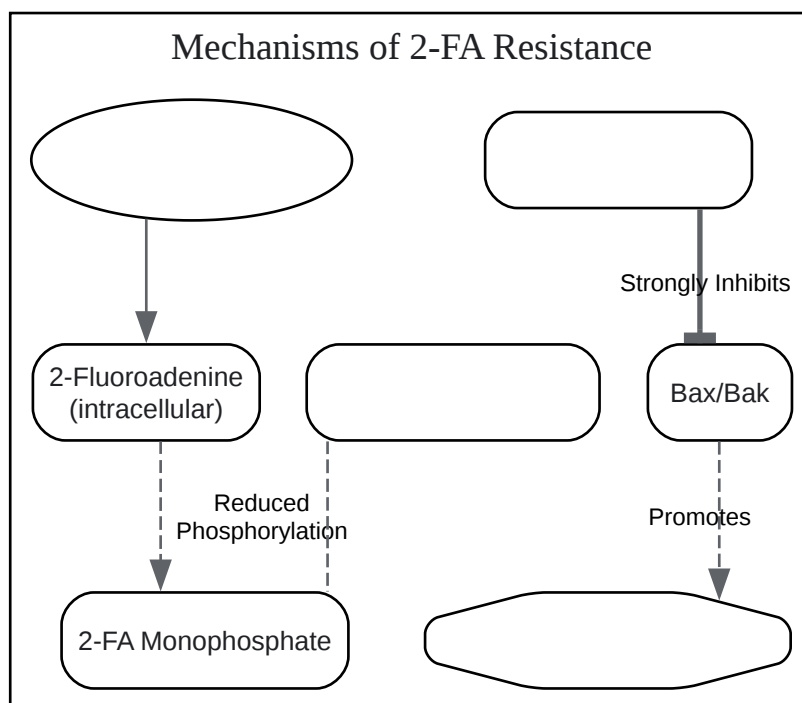 Mechanisms of 2-FA Resistance
Strongly Inhibits
2-Fluoroadenine
(intracellular)
Bax/Bak
Reduced
Phosphorylation
Promotes
2-FA Monophosphate